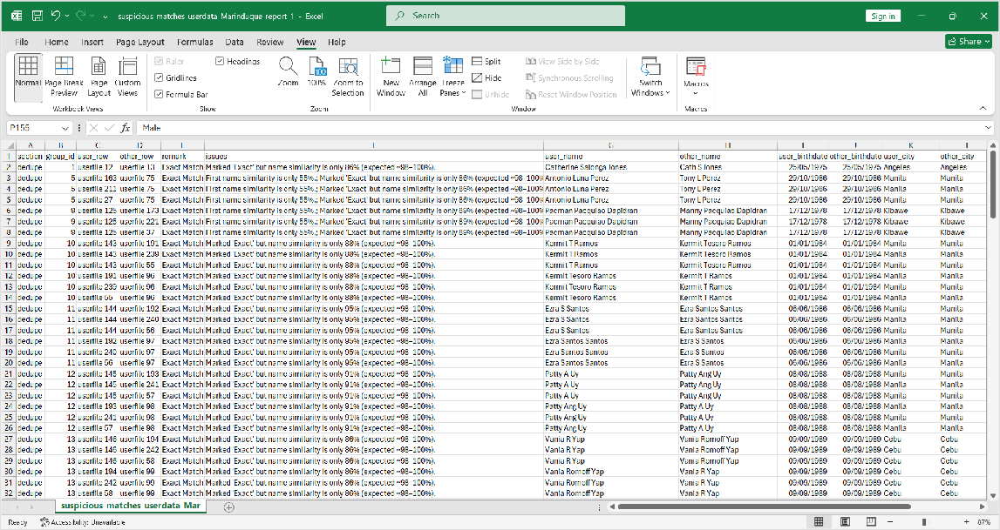 suspicious matches userdata Marinduque report 1 - Excel
Search
Sign in
File Home Insert Page Layout Formulas Data Review View Help
Share
Normal Page Break Preview Page Layout Custom Views
Workbook Views
Ruler Gridlines Formula Bar Headings
Show
Zoom 100% Zoom to Selection
Zoom
New Window Arrange All Freeze Panes Split Hide Unhide View Side by Side Synchronous Scrolling Reset Window Position
Window
Switch Windows
Macros
Macros
P155 fx Male
A B C D G H K
1 section group_id user_row other_row remark issues user_name other_name user_birthdate other_birthdate user_city other_city
2 dedupe 1 userfile 12 userfile 13 Exact Match Marked 'Exact' but name similarity is only 86% (expected ~98–100%). Catherine Salonga Jones Cath S Jones 25/05/1975 25/05/1975 Angeles Angeles
3 dedupe 5 userfile 163 userfile 75 Exact Match First name similarity is only 55%.; Marked 'Exact' but name similarity is only 86% (expected ~98–100% Antonio Luna Perez Tony L Perez 29/10/1986 29/10/1986 Manila Manila
4 dedupe 5 userfile 211 userfile 75 Exact Match First name similarity is only 55%.; Marked 'Exact' but name similarity is only 86% (expected ~98–100% Antonio Luna Perez Tony L Perez 29/10/1986 29/10/1986 Manila Manila
5 dedupe 5 userfile 27 userfile 75 Exact Match First name similarity is only 55%.; Marked 'Exact' but name similarity is only 86% (expected ~98–100% Antonio Luna Perez Tony L Perez 29/10/1986 29/10/1986 Manila Manila
6 dedupe 9 userfile 125 userfile 173 Exact Match First name similarity is only 55%.; Marked 'Exact' but name similarity is only 89% (expected ~98–100% Pacman Pacquiao Dapidran Manny Pacquiao Dapidran 17/12/1978 17/12/1978 Kibawe Kibawe
7 dedupe 9 userfile 125 userfile 221 Exact Match First name similarity is only 55%.; Marked 'Exact' but name similarity is only 89% (expected ~98–100% Pacman Pacquiao Dapidran Manny Pacquiao Dapidran 17/12/1978 17/12/1978 Kibawe Kibawe
8 dedupe 9 userfile 125 userfile 37 Exact Match First name similarity is only 55%.; Marked 'Exact' but name similarity is only 89% (expected ~98–100% Pacman Pacquiao Dapidran Manny Pacquiao Dapidran 17/12/1978 17/12/1978 Kibawe Kibawe
9 dedupe 10 userfile 143 userfile 191 Exact Match Marked 'Exact' but name similarity is only 88% (expected ~98–100%). Kermit T Ramos Kermit Tesoro Ramos 01/01/1984 01/01/1984 Manila Manila
10 dedupe 10 userfile 143 userfile 239 Exact Match Marked 'Exact' but name similarity is only 88% (expected ~98–100%). Kermit T Ramos Kermit Tesoro Ramos 01/01/1984 01/01/1984 Manila Manila
11 dedupe 10 userfile 143 userfile 55 Exact Match Marked 'Exact' but name similarity is only 88% (expected ~98–100%). Kermit T Ramos Kermit Tesoro Ramos 01/01/1984 01/01/1984 Manila Manila
12 dedupe 10 userfile 191 userfile 96 Exact Match Marked 'Exact' but name similarity is only 88% (expected ~98–100%). Kermit Tesoro Ramos Kermit T Ramos 01/01/1984 01/01/1984 Manila Manila
13 dedupe 10 userfile 239 userfile 96 Exact Match Marked 'Exact' but name similarity is only 88% (expected ~98–100%). Kermit Tesoro Ramos Kermit T Ramos 01/01/1984 01/01/1984 Manila Manila
14 dedupe 10 userfile 55 userfile 96 Exact Match Marked 'Exact' but name similarity is only 88% (expected ~98–100%). Kermit Tesoro Ramos Kermit T Ramos 01/01/1984 01/01/1984 Manila Manila
15 dedupe 11 userfile 144 userfile 192 Exact Match Marked 'Exact' but name similarity is only 95% (expected ~98–100%). Ezra S Santos Ezra Santos Santos 06/06/1986 06/06/1986 Manila Manila
16 dedupe 11 userfile 144 userfile 240 Exact Match Marked 'Exact' but name similarity is only 95% (expected ~98–100%). Ezra S Santos Ezra Santos Santos 06/06/1986 06/06/1986 Manila Manila
17 dedupe 11 userfile 144 userfile 56 Exact Match Marked 'Exact' but name similarity is only 95% (expected ~98–100%). Ezra S Santos Ezra Santos Santos 06/06/1986 06/06/1986 Manila Manila
18 dedupe 11 userfile 192 userfile 97 Exact Match Marked 'Exact' but name similarity is only 95% (expected ~98–100%). Ezra Santos Santos Ezra S Santos 06/06/1986 06/06/1986 Manila Manila
19 dedupe 11 userfile 240 userfile 97 Exact Match Marked 'Exact' but name similarity is only 95% (expected ~98–100%). Ezra Santos Santos Ezra S Santos 06/06/1986 06/06/1986 Manila Manila
20 dedupe 11 userfile 56 userfile 97 Exact Match Marked 'Exact' but name similarity is only 95% (expected ~98–100%). Ezra Santos Santos Ezra S Santos 06/06/1986 06/06/1986 Manila Manila
21 dedupe 12 userfile 145 userfile 193 Exact Match Marked 'Exact' but name similarity is only 91% (expected ~98–100%). Patty A Uy Patty Ang Uy 08/08/1988 08/08/1988 Manila Manila
22 dedupe 12 userfile 145 userfile 241 Exact Match Marked 'Exact' but name similarity is only 91% (expected ~98–100%). Patty A Uy Patty Ang Uy 08/08/1988 08/08/1988 Manila Manila
23 dedupe 12 userfile 145 userfile 57 Exact Match Marked 'Exact' but name similarity is only 91% (expected ~98–100%). Patty A Uy Patty Ang Uy 08/08/1988 08/08/1988 Manila Manila
24 dedupe 12 userfile 193 userfile 98 Exact Match Marked 'Exact' but name similarity is only 91% (expected ~98–100%). Patty Ang Uy Patty A Uy 08/08/1988 08/08/1988 Manila Manila
25 dedupe 12 userfile 241 userfile 98 Exact Match Marked 'Exact' but name similarity is only 91% (expected ~98–100%). Patty Ang Uy Patty A Uy 08/08/1988 08/08/1988 Manila Manila
26 dedupe 12 userfile 57 userfile 98 Exact Match Marked 'Exact' but name similarity is only 91% (expected ~98–100%). Patty Ang Uy Patty A Uy 08/08/1988 08/08/1988 Manila Manila
27 dedupe 13 userfile 146 userfile 194 Exact Match Marked 'Exact' but name similarity is only 86% (expected ~98–100%). Vania R Yap Vania Romoff Yap 09/09/1989 09/09/1989 Cebu Cebu
28 dedupe 13 userfile 146 userfile 242 Exact Match Marked 'Exact' but name similarity is only 86% (expected ~98–100%). Vania R Yap Vania Romoff Yap 09/09/1989 09/09/1989 Cebu Cebu
29 dedupe 13 userfile 146 userfile 58 Exact Match Marked 'Exact' but name similarity is only 86% (expected ~98–100%). Vania R Yap Vania Romoff Yap 09/09/1989 09/09/1989 Cebu Cebu
30 dedupe 13 userfile 194 userfile 99 Exact Match Marked 'Exact' but name similarity is only 86% (expected ~98–100%). Vania Romoff Yap Vania R Yap 09/09/1989 09/09/1989 Cebu Cebu
31 dedupe 13 userfile 242 userfile 99 Exact Match Marked 'Exact' but name similarity is only 86% (expected ~98–100%). Vania Romoff Yap Vania R Yap 09/09/1989 09/09/1989 Cebu Cebu
32 dedupe 13 userfile 58 userfile 99 Exact Match Marked 'Exact' but name similarity is only 86% (expected ~98–100%). Vania Romoff Yap Vania R Yap 09/09/1989 09/09/1989 Cebu Cebu
suspicious_matches_userdata_Mar
Ready Accessibility: Unavailable 87%